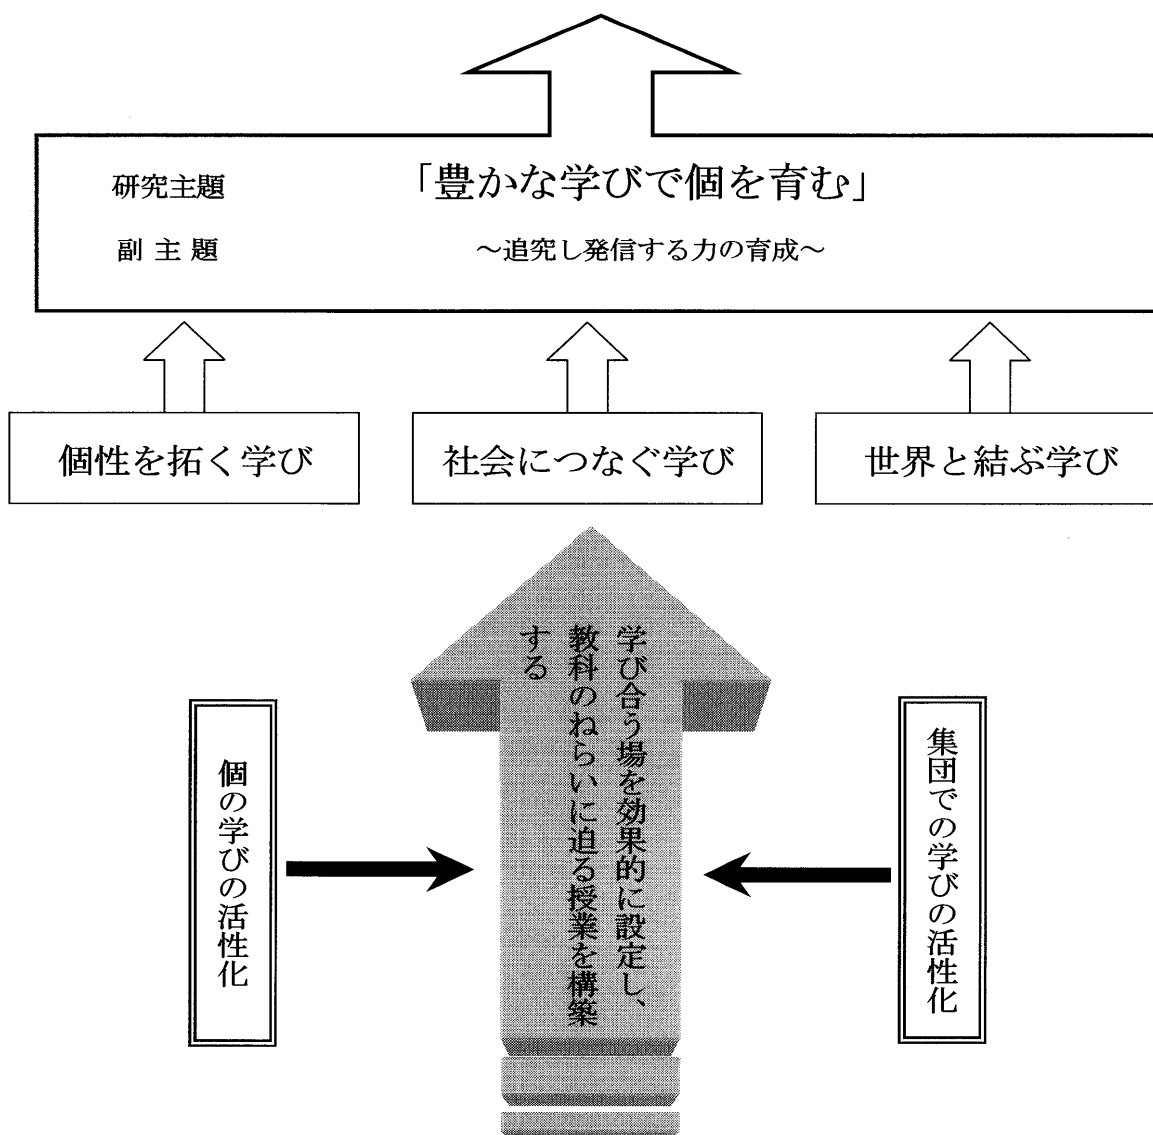 研究主題 「豊かな学びで個を育む」
副主題 ～追究し発信する力の育成～
個性を拓く学び
社会につなぐ学び
世界と結ぶ学び
学び合う場を効果的に設定し、
教科のねらいに迫る授業を構築
する
個の学びの活性化
集団での学びの活性化